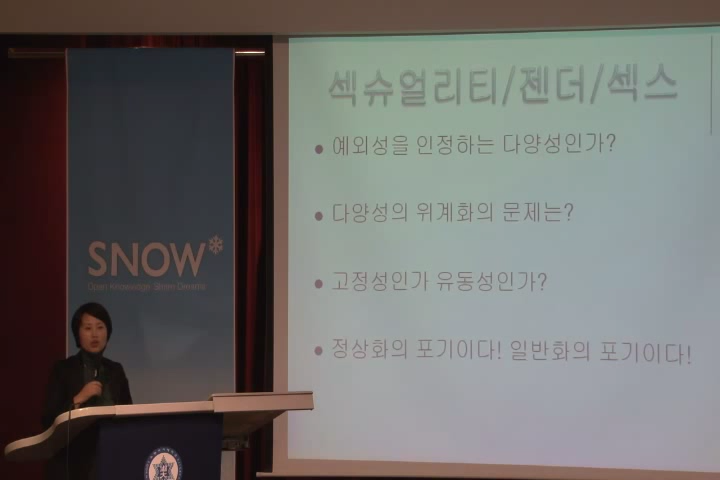 섹슈얼리티/젠더/섹스
• 예외성을 인정하는 다양성인가?
• 다양성의 위계화의 문제는?
• 고정성인가 유동성인가?
• 정상화의 포기이다! 일반화의 포기이다!
SNOW
Open Knowledge